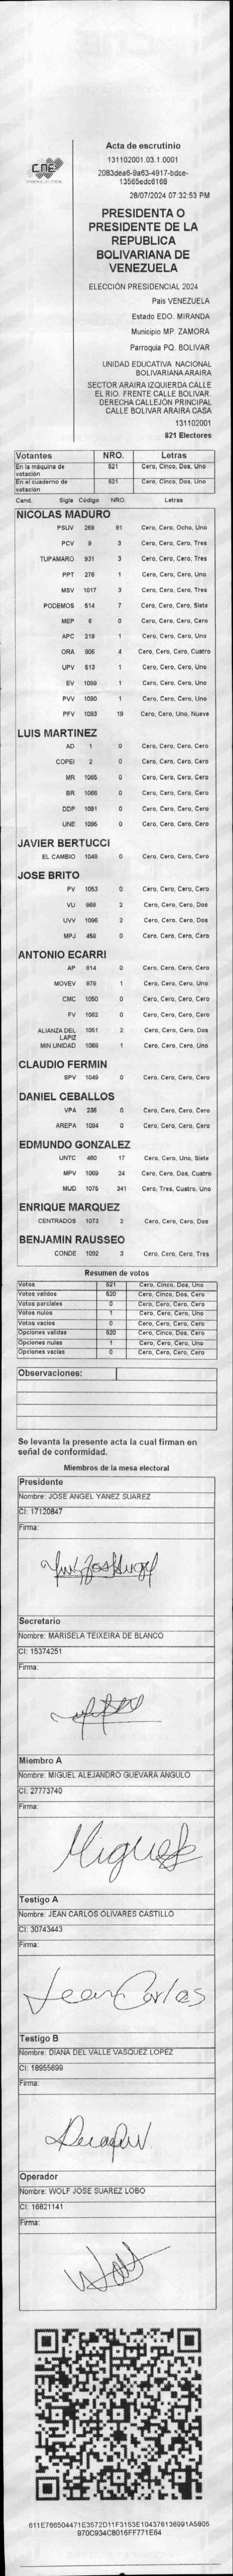 CNE
Acta de escrutinio
131102001.03.1.0001
2083dea6-9a63-4917-bdce-
13565edc6168
28/07/2024 07:32:53 PM
PRESIDENTA O
PRESIDENTE DE LA
REPUBLICA
BOLIVARIANA DE
VENEZUELA
ELECCIÓN PRESIDENCIAL 2024
Pais VENEZUELA
Estado EDO. MIRANDA
Municipio MP. ZAMORA
Parroquia PQ. BOLIVAR
UNIDAD EDUCATIVA NACIONAL
BOLIVARIANA ARAIRA
SECTOR ARAIRA IZQUIERDA CALLE
EL RIO. FRENTE CALLE BOLIVAR.
DERECHA CALLEJÓN PRINCIPAL
CALLE BOLIVAR ARAIRA CASA
131102001
821 Electores
Votantes NRO. Letras
En la máquina de votación 521 Cero, Cinco, Dos, Uno
En el cuaderno de votación 521 Cero, Cinco, Dos, Uno
Cand. Sigla Código NRO. Letras
NICOLAS MADURO
PSUV 269 81 Cero, Cero, Ocho, Uno
PCV 9 3 Cero, Cero, Cero, Tres
TUPAMARO 931 3 Cero, Cero, Cero, Tres
PPT 276 1 Cero, Cero, Cero, Uno
MSV 1017 3 Cero, Cero, Cero, Tres
PODEMOS 514 7 Cero, Cero, Cero, Siete
MEP 6 0 Cero, Cero, Cero, Cero
APC 219 1 Cero, Cero, Cero, Uno
ORA 906 4 Cero, Cero, Cero, Cuatro
UPV 513 1 Cero, Cero, Cero, Uno
EV 1089 1 Cero, Cero, Cero, Uno
PVV 1090 1 Cero, Cero, Cero, Uno
PFV 1093 19 Cero, Cero, Uno, Nueve
LUIS MARTINEZ
AD 1 0 Cero, Cero, Cero, Cero
COPEI 2 0 Cero, Cero, Cero, Cero
MR 1065 0 Cero, Cero, Cero, Cero
BR 1066 0 Cero, Cero, Cero, Cero
DDP 1091 0 Cero, Cero, Cero, Cero
UNE 1095 0 Cero, Cero, Cero, Cero
JAVIER BERTUCCI
EL CAMBIO 1048 0 Cero, Cero, Cero, Cero
JOSE BRITO
PV 1053 0 Cero, Cero, Cero, Cero
VU 868 2 Cero, Cero, Cero, Dos
UVV 1096 2 Cero, Cero, Cero, Dos
MPJ 458 0 Cero, Cero, Cero, Cero
ANTONIO ECARRI
AP 814 0 Cero, Cero, Cero, Cero
MOVEV 878 1 Cero, Cero, Cero, Uno
CMC 1050 0 Cero, Cero, Cero, Cero
FV 1062 0 Cero, Cero, Cero, Cero
ALIANZA DEL LAPIZ 1051 2 Cero, Cero, Cero, Dos
MIN UNIDAD 1068 1 Cero, Cero, Cero, Uno
CLAUDIO FERMIN
SPV 1049 0 Cero, Cero, Cero, Cero
DANIEL CEBALLOS
VPA 236 0 Cero, Cero, Cero, Cero
AREPA 1094 0 Cero, Cero, Cero, Cero
EDMUNDO GONZALEZ
UNTC 460 17 Cero, Cero, Uno, Siete
MPV 1069 24 Cero, Cero, Dos, Cuatro
MUD 1075 341 Cero, Tres, Cuatro, Uno
ENRIQUE MARQUEZ
CENTRADOS 1073 2 Cero, Cero, Cero, Dos
BENJAMIN RAUSSEO
CONDE 1092 3 Cero, Cero, Cero, Tres
Resumen de votos
Votos 521 Cero, Cinco, Dos, Uno
Votos validos 520 Cero, Cinco, Dos, Cero
Votos parciales 0 Cero, Cero, Cero, Cero
Votos nulos 1 Cero, Cero, Cero, Uno
Votos vacios 0 Cero, Cero, Cero, Cero
Opciones validas 520 Cero, Cinco, Dos, Cero
Opciones nulas 1 Cero, Cero, Cero, Uno
Opciones vacias 0 Cero, Cero, Cero, Cero
Observaciones:
Se levanta la presente acta la cual firman en
señal de conformidad.
Miembros de la mesa electoral
Presidente
Nombre: JOSE ANGEL YANEZ SUAREZ
CI: 17120847
Firma:
Secretario
Nombre: MARISELA TEIXEIRA DE BLANCO
CI: 15374251
Firma:
Miembro A
Nombre: MIGUEL ALEJANDRO GUEVARA ANGULO
CI: 27773740
Firma:
Miguel
Testigo A
Nombre: JEAN CARLOS OLIVARES CASTILLO
CI: 30743443
Firma:
Jean Carlos
Testigo B
Nombre: DIANA DEL VALLE VASQUEZ LOPEZ
CI: 18955699
Firma:
Operador
Nombre: WOLF JOSE SUAREZ LOBO
CI: 16821141
Firma:
611E766504471E3572D11F3153E104376136991A5805
970C934C8016FF771E64